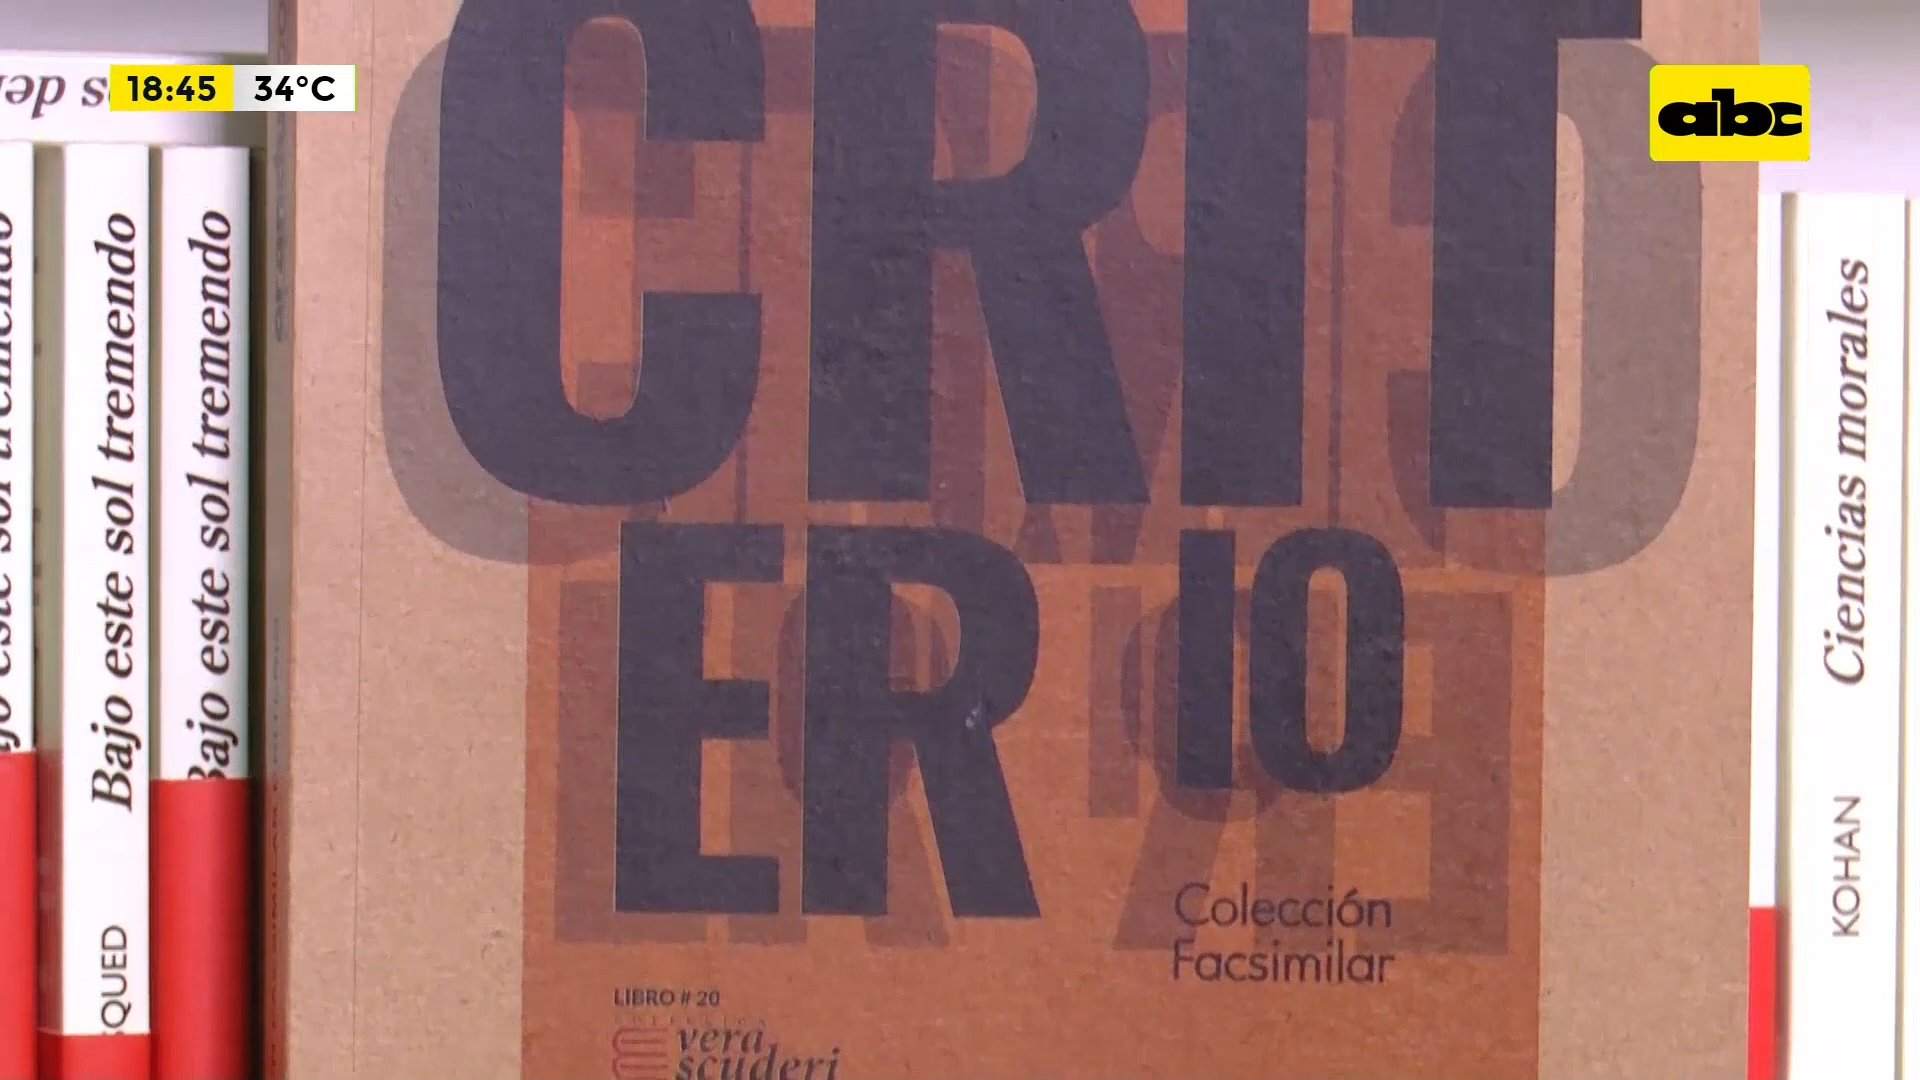 18:45 34°C
abc
CRIT
ER IO
Colección
Facsimilar
LIBRO # 20
vera
scuderi
Bajo este sol tremendo
Bajo este sol tremendo
Ciencias morales
KOHAN